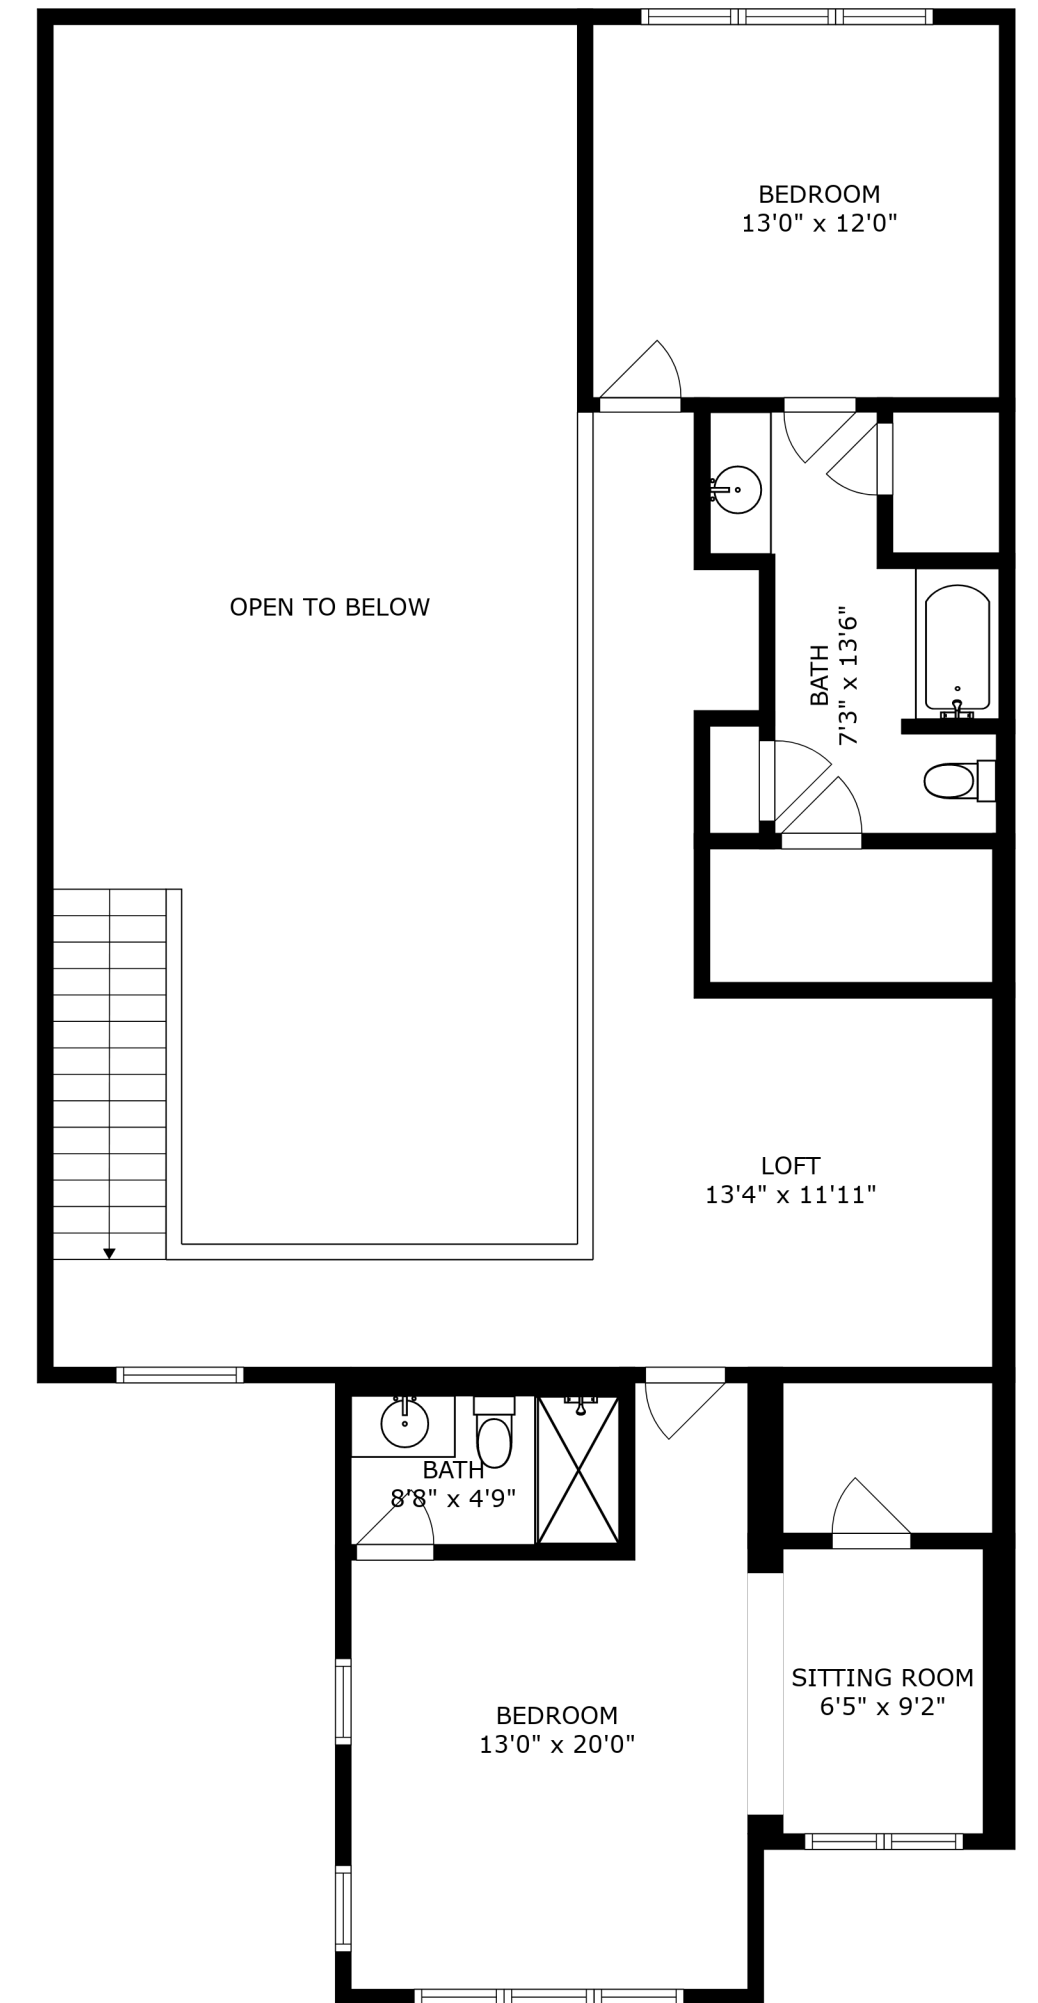 BEDROOM
13'0" x 12'0"
OPEN TO BELOW
BATH
7'3" x 13'6"
LOFT
13'4" x 11'11"
BATH
8'8" x 4'9"
SITTING ROOM
6'5" x 9'2"
BEDROOM
13'0" x 20'0"